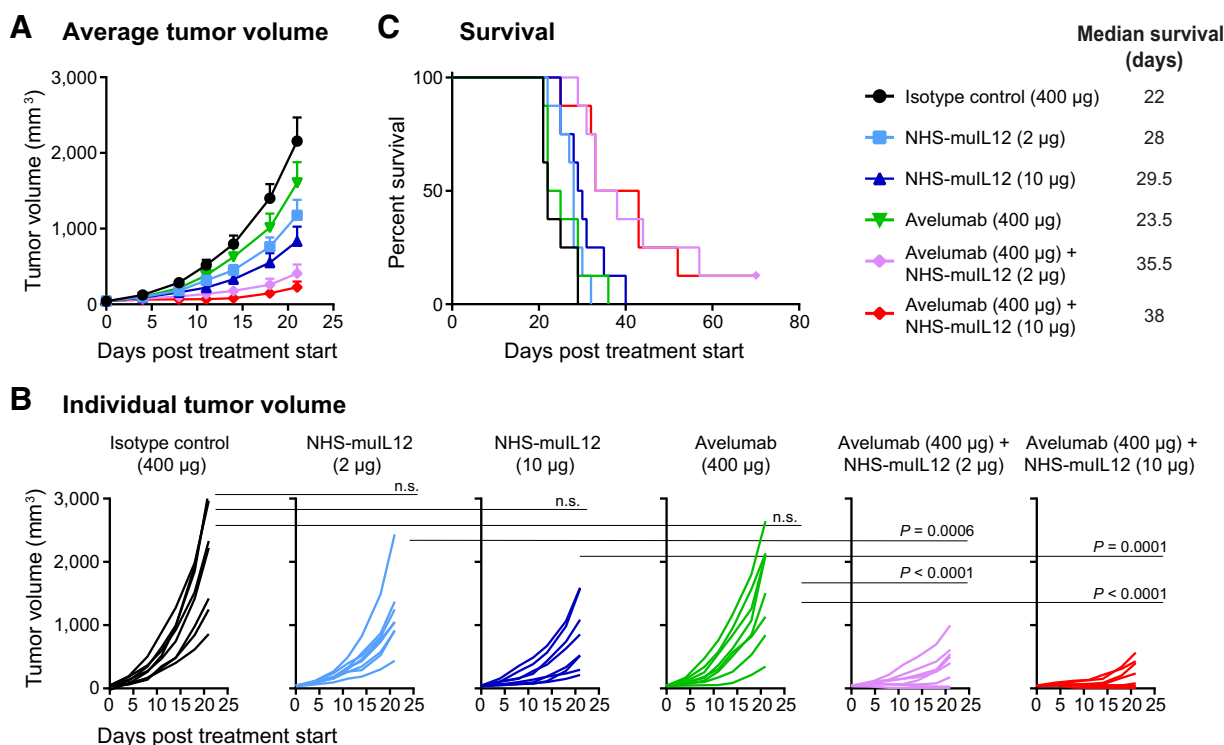 A Average tumor volume
3,000
2,000
1,000
0
Tumor volume (mm³)
0 5 10 15 20 25
Days post treatment start
C Survival
100
50
0
Percent survival
0 20 40 60 80
Days post treatment start
Median survival
(days)
Isotype control (400 µg) 22
NHS-muIL12 (2 µg) 28
NHS-muIL12 (10 µg) 29.5
Avelumab (400 µg) 23.5
Avelumab (400 µg) +
NHS-muIL12 (2 µg) 35.5
Avelumab (400 µg) +
NHS-muIL12 (10 µg) 38
B Individual tumor volume
Isotype control
(400 µg)
NHS-muIL12
(2 µg)
NHS-muIL12
(10 µg)
Avelumab
(400 µg)
Avelumab (400 µg) +
NHS-muIL12 (2 µg)
Avelumab (400 µg) +
NHS-muIL12 (10 µg)
n.s.
n.s.
n.s.
P = 0.0006
P = 0.0001
P < 0.0001
P < 0.0001
3,000
2,000
1,000
0
Tumor volume (mm³)
0 5 10 15 20 25
0 5 10 15 20 25
0 5 10 15 20 25
0 5 10 15 20 25
0 5 10 15 20 25
0 5 10 15 20 25
Days post treatment start